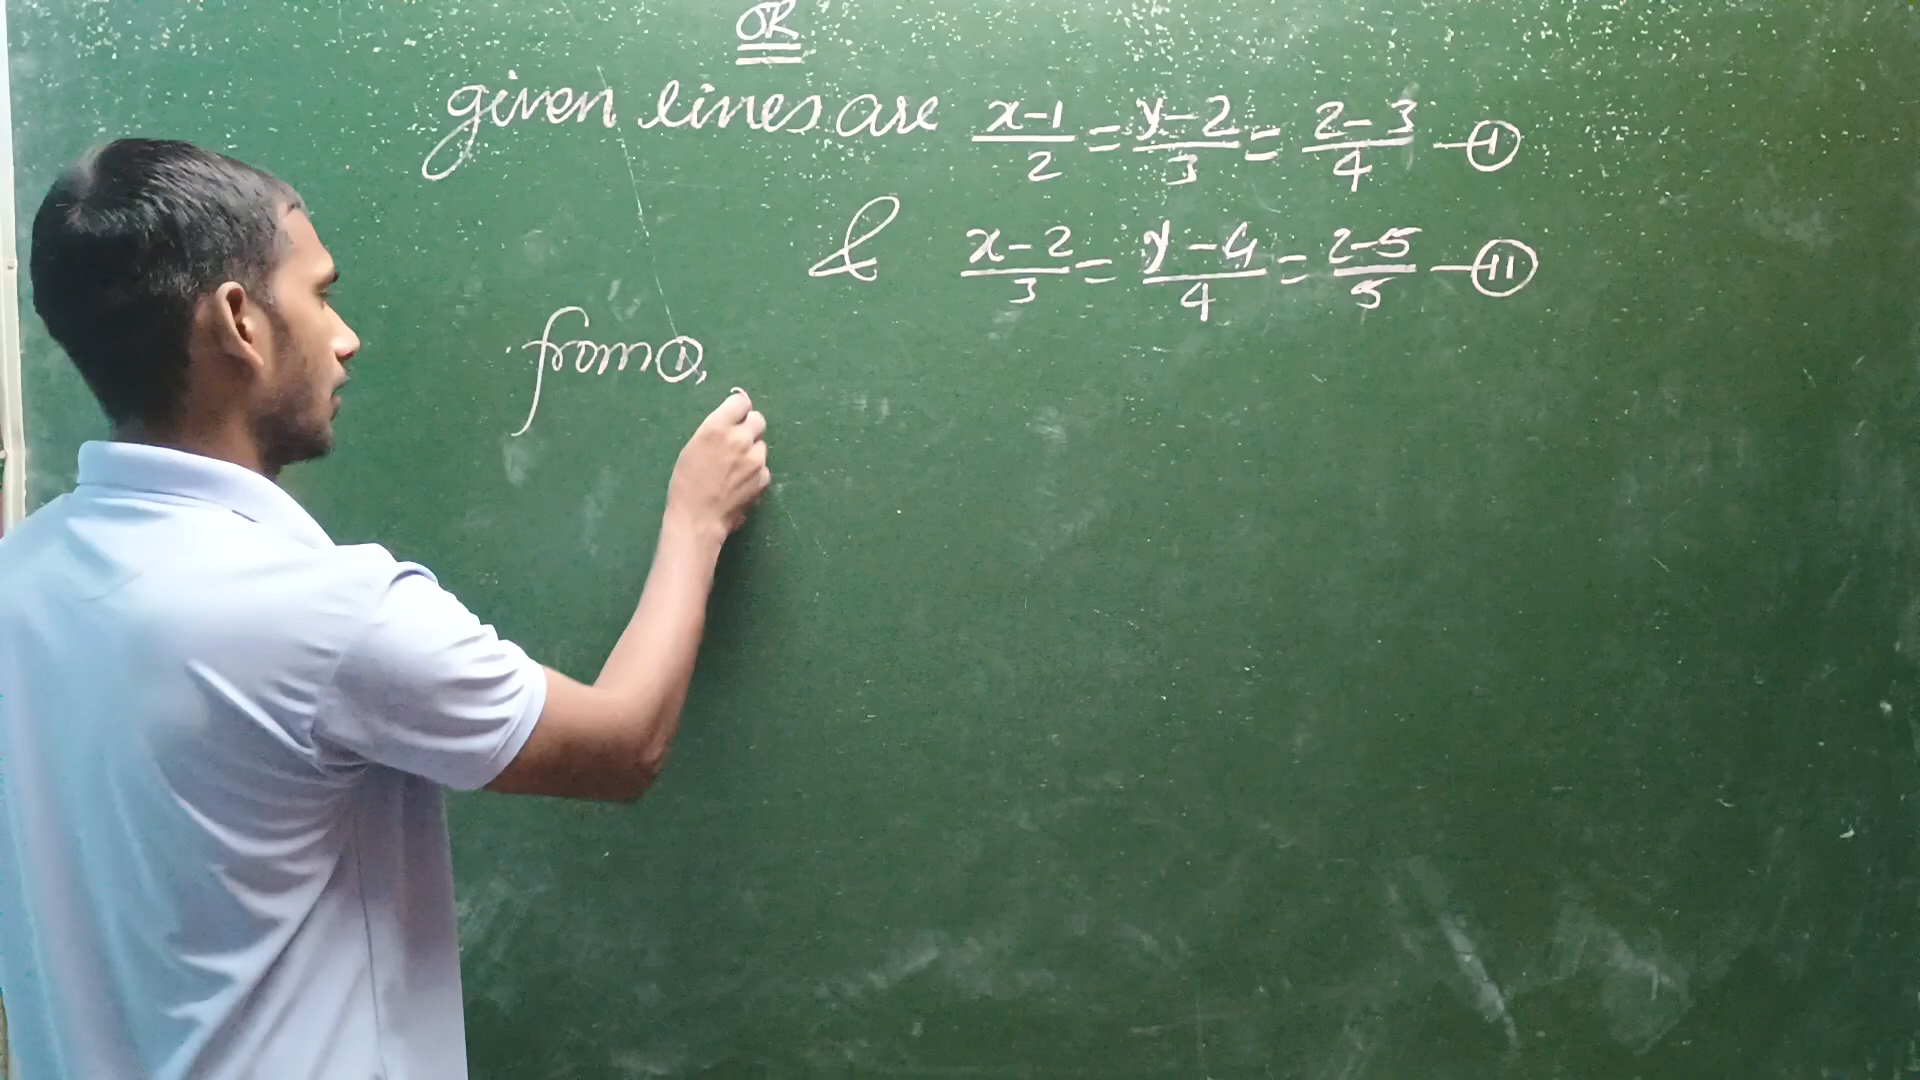 OR
given lines are x-1/2 = y-2/3 = z-3/4 — (I)
& x-2/3 = y-4/4 = z-5/5 — (II)
from (I),